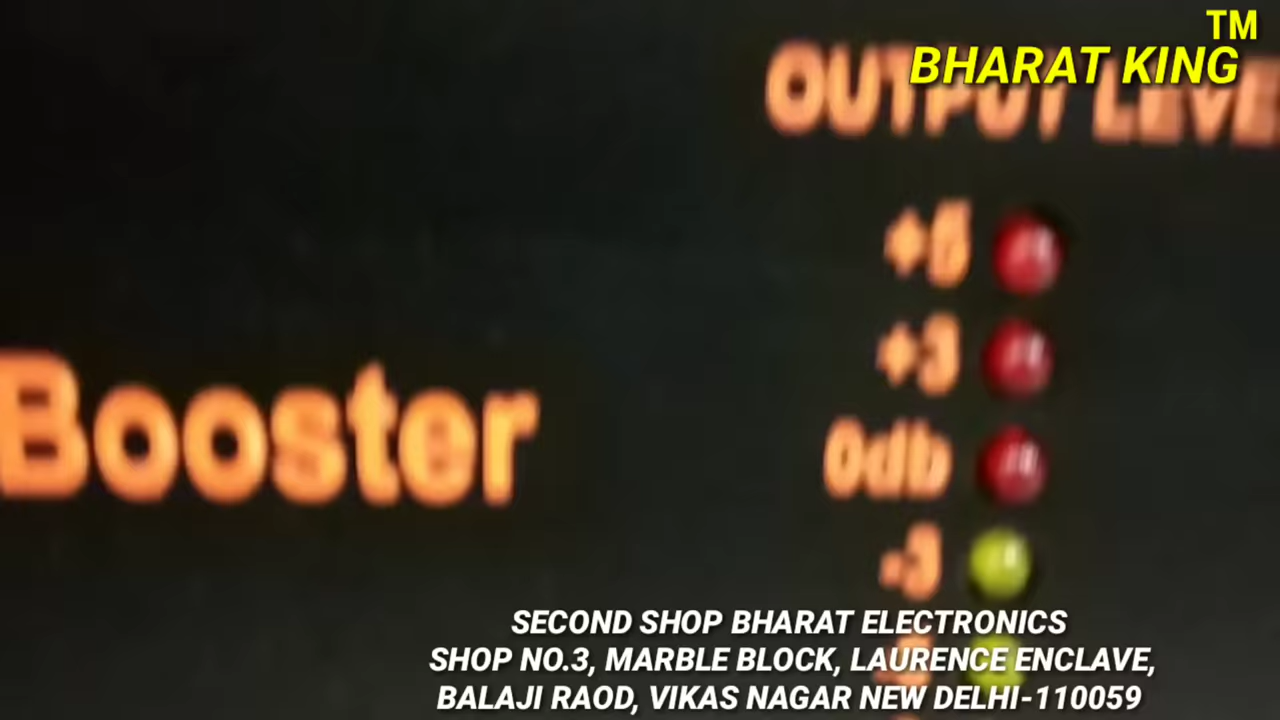 TM
BHARAT KING
OUTPUT LEVE
+6
+3
0db
-3
Booster
SECOND SHOP BHARAT ELECTRONICS
SHOP NO.3, MARBLE BLOCK, LAURENCE ENCLAVE,
BALAJI RAOD, VIKAS NAGAR NEW DELHI-110059